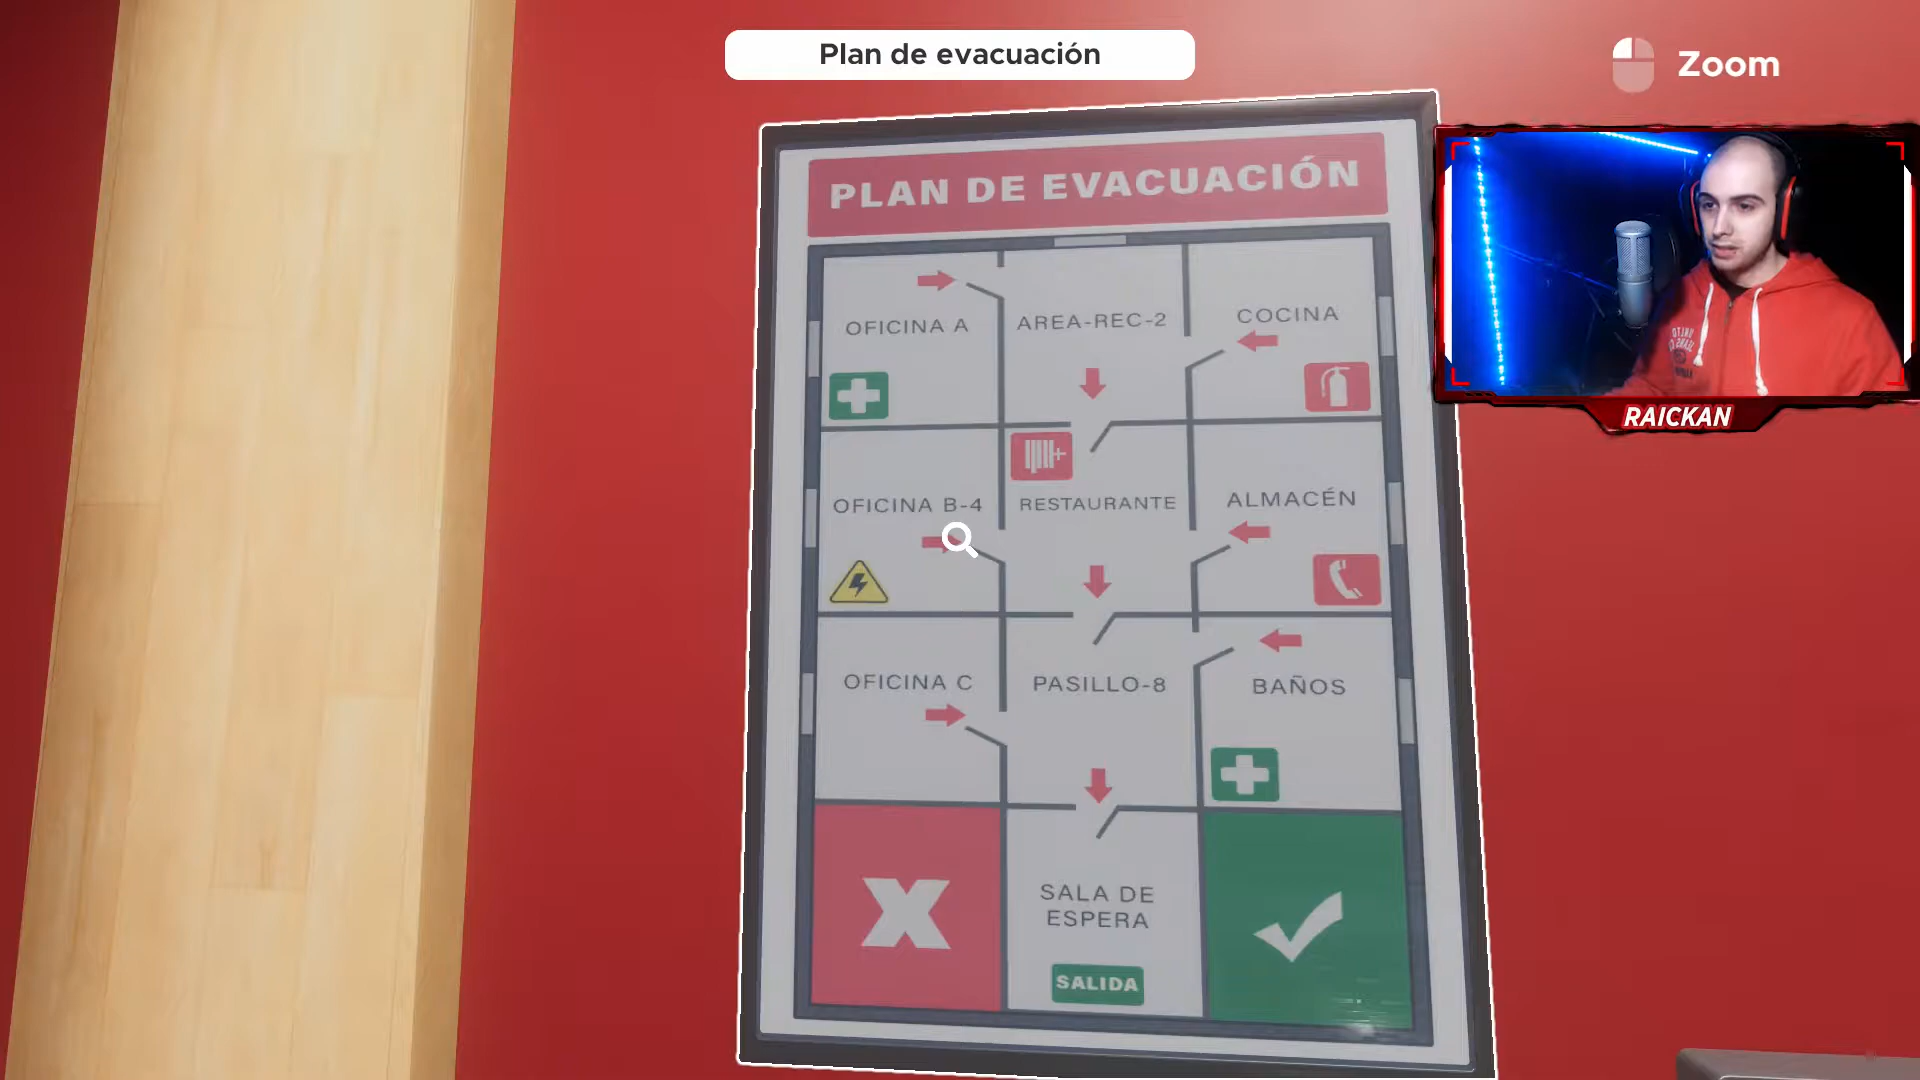 Plan de evacuación
Zoom
PLAN DE EVACUACIÓN
OFICINA A
AREA-REC-2
COCINA
OFICINA B-4
RESTAURANTE
ALMACÉN
OFICINA C
PASILLO-8
BAÑOS
X
SALA DE
ESPERA
SALIDA
RAICKAN